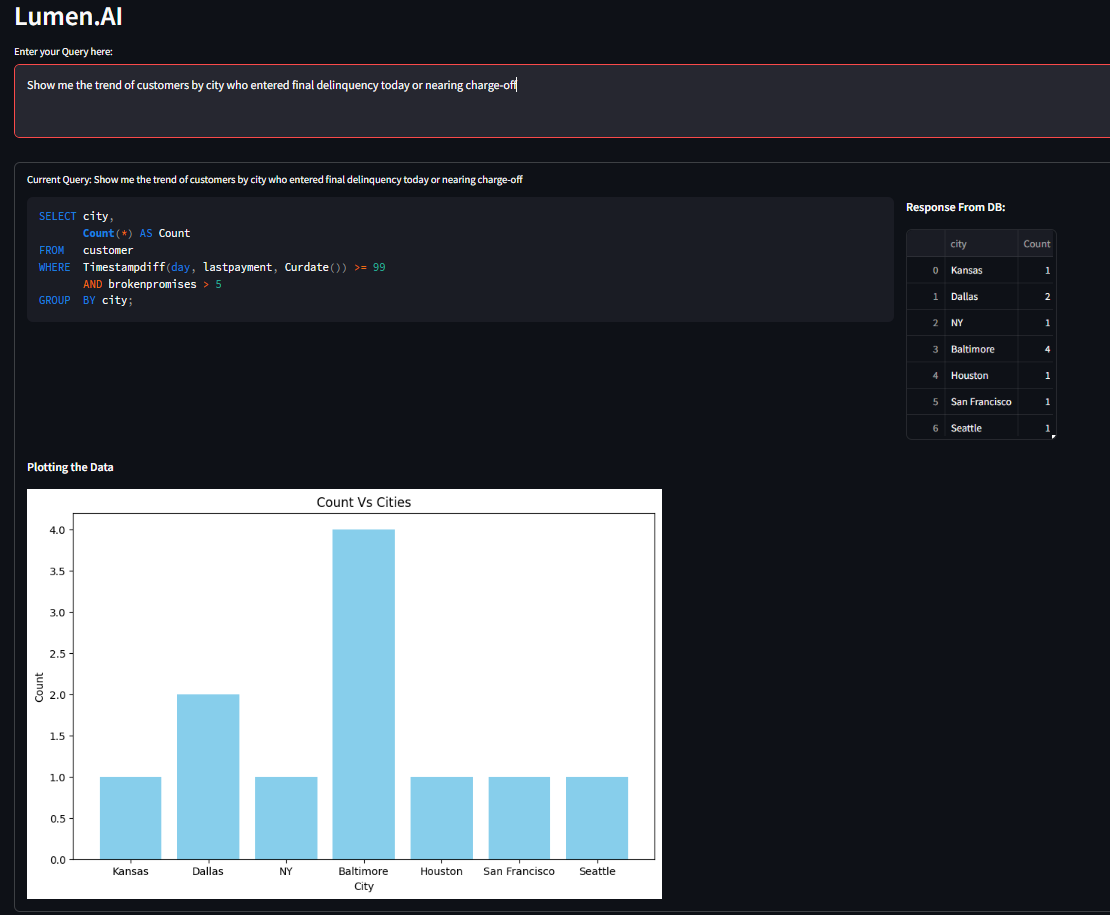 Lumen.AI
Enter your Query here:
Show me the trend of customers by city who entered final delinquency today or nearing charge-off
Current Query: Show me the trend of customers by city who entered final delinquency today or nearing charge-off
SELECT city,
Count(*) AS Count
FROM customer
WHERE Timestampdiff(day, lastpayment, Curdate()) >= 99
AND brokenpromises > 5
GROUP BY city;
Response From DB:
city Count
0 Kansas 1
1 Dallas 2
2 NY 1
3 Baltimore 4
4 Houston 1
5 San Francisco 1
6 Seattle 1
Plotting the Data
Count Vs Cities
4.0
3.5
3.0
2.5
2.0
1.5
1.0
0.5
0.0
Count
Kansas Dallas NY Baltimore Houston San Francisco Seattle
City